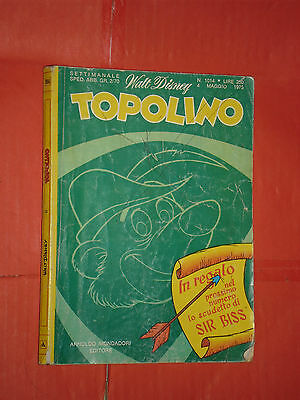 SETTIMANALE
SPED. ABB. GR. 2/70
Walt Disney
N. 1014 • LIRE 350
4 MAGGIO 1975
TOPOLINO
In regalo
nel
prossimo
numero
lo scudetto di
SIR BISS
ARNOLDO MONDADORI
EDITORE